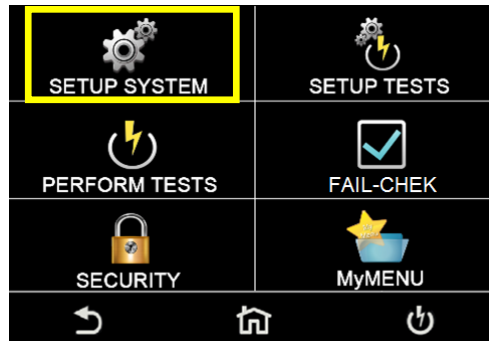 SETUP SYSTEM
SETUP TESTS
PERFORM TESTS
FAIL-CHEK
SECURITY
MyMENU